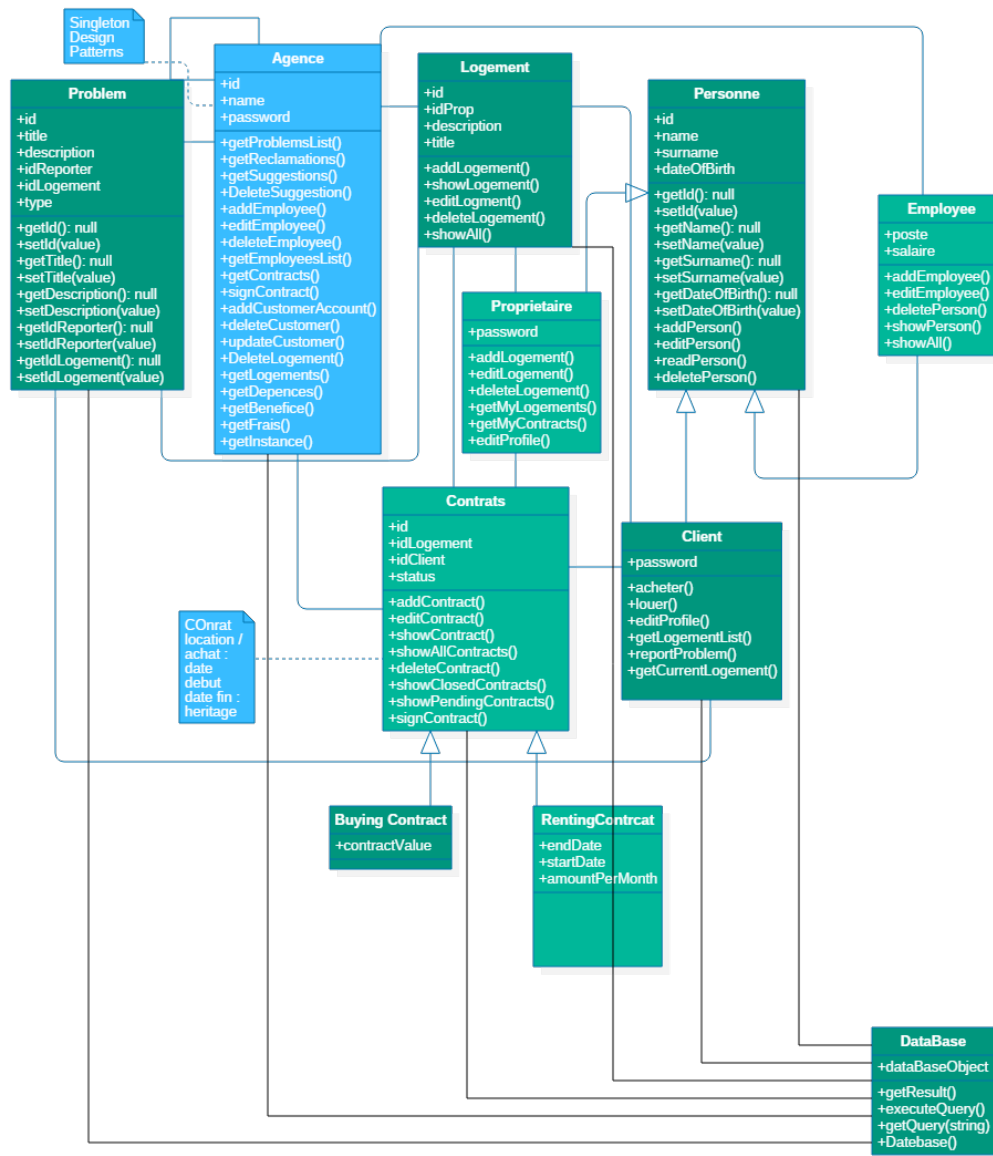 Singleton
Design
Patterns
Agence
+id
+name
+password
+getProblemsList()
+getReclamations()
+getSuggestions()
+DeleteSuggestion()
+addEmployee()
+editEmployee()
+deleteEmployee()
+getEmployeesList()
+getContracts()
+signContract()
+addCustomerAccount()
+deleteCustomer()
+updateCustomer()
+DeleteLogement()
+getLogements()
+getDepences()
+getBenefice()
+getFrais()
+getInstance()
Logement
+id
+idProp
+description
+title
+addLogement()
+showLogement()
+editLogment()
+deleteLogement()
+showAll()
Problem
+id
+title
+description
+idReporter
+idLogement
+type
+getId(): null
+setId(value)
+getTitle(): null
+setTitle(value)
+getDescription(): null
+setDescription(value)
+getIdReporter(): null
+setIdReporter(value)
+getIdLogement(): null
+setIdLogement(value)
Personne
+id
+name
+surname
+dateOfBirth
+getId(): null
+setId(value)
+getName(): null
+setName(value)
+getSurname(): null
+setSurname(value)
+getDateOfBirth(): null
+setDateOfBirth(value)
+addPerson()
+editPerson()
+readPerson()
+deletePerson()
Employee
+poste
+salaire
+addEmployee()
+editEmployee()
+deletePerson()
+showPerson()
+showAll()
Proprietaire
+password
+addLogement()
+editLogement()
+deleteLogement()
+getMyLogements()
+getMyContracts()
+editProfile()
Contrats
+id
+idLogement
+idClient
+status
+addContract()
+editContract()
+showContract()
+showAllContracts()
+deleteContract()
+showClosedContracts()
+showPendingContracts()
+signContract()
Client
+password
+acheter()
+louer()
+editProfile()
+getLogementList()
+reportProblem()
+getCurrentLogement()
COnrat
location /
achat :
date
debut
date fin :
heritage
Buying Contract
+contractValue
RentingContrcat
+endDate
+startDate
+amountPerMonth
DataBase
+dataBaseObject
+getResult()
+executeQuery()
+getQuery(string)
+Datebase()